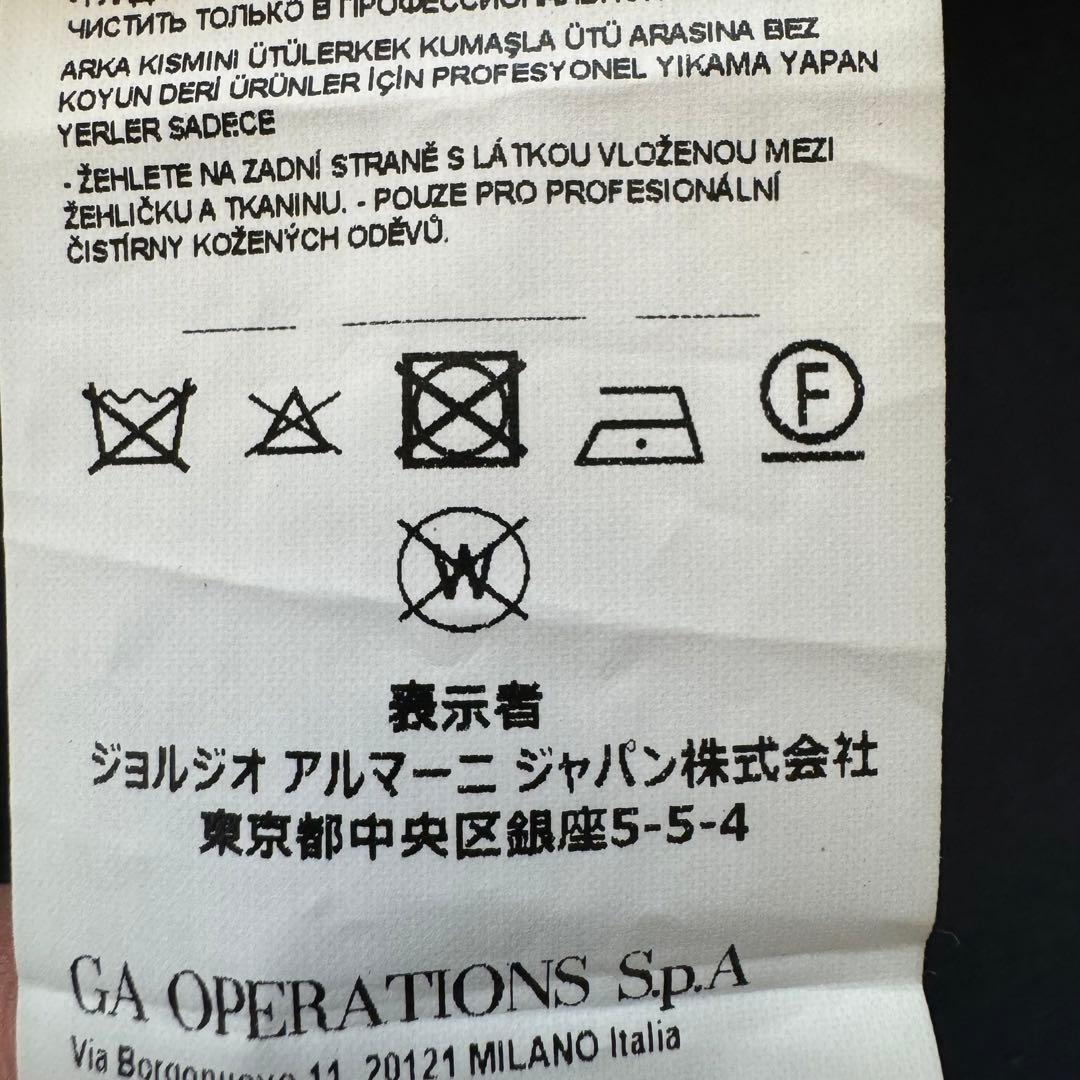 ЧИСТИТЬ ТОЛЬКО В
ARKA KISMINI ÜTÜLERKEK KUMAŞLA ÜTÜ ARASINA BEZ
KOYUN DERİ ÜRÜNLER İÇİN PROFESYONEL YIKAMA YAPAN
YERLER SADECE
- ŽEHLETE NA ZADNÍ STRANĚ S LÁTKOU VLOŽENOU MEZI
ŽEHLIČKU A TKANINU. - POUZE PRO PROFESIONÁLNÍ
ČISTÍRNY KOŽENÝCH ODĚVŮ.
F
W
表示者
ジョルジオ アルマーニ ジャパン株式会社
東京都中央区銀座5-5-4
GA OPERATIONS S.p.A
Via 11, 20121 MILANO Italia